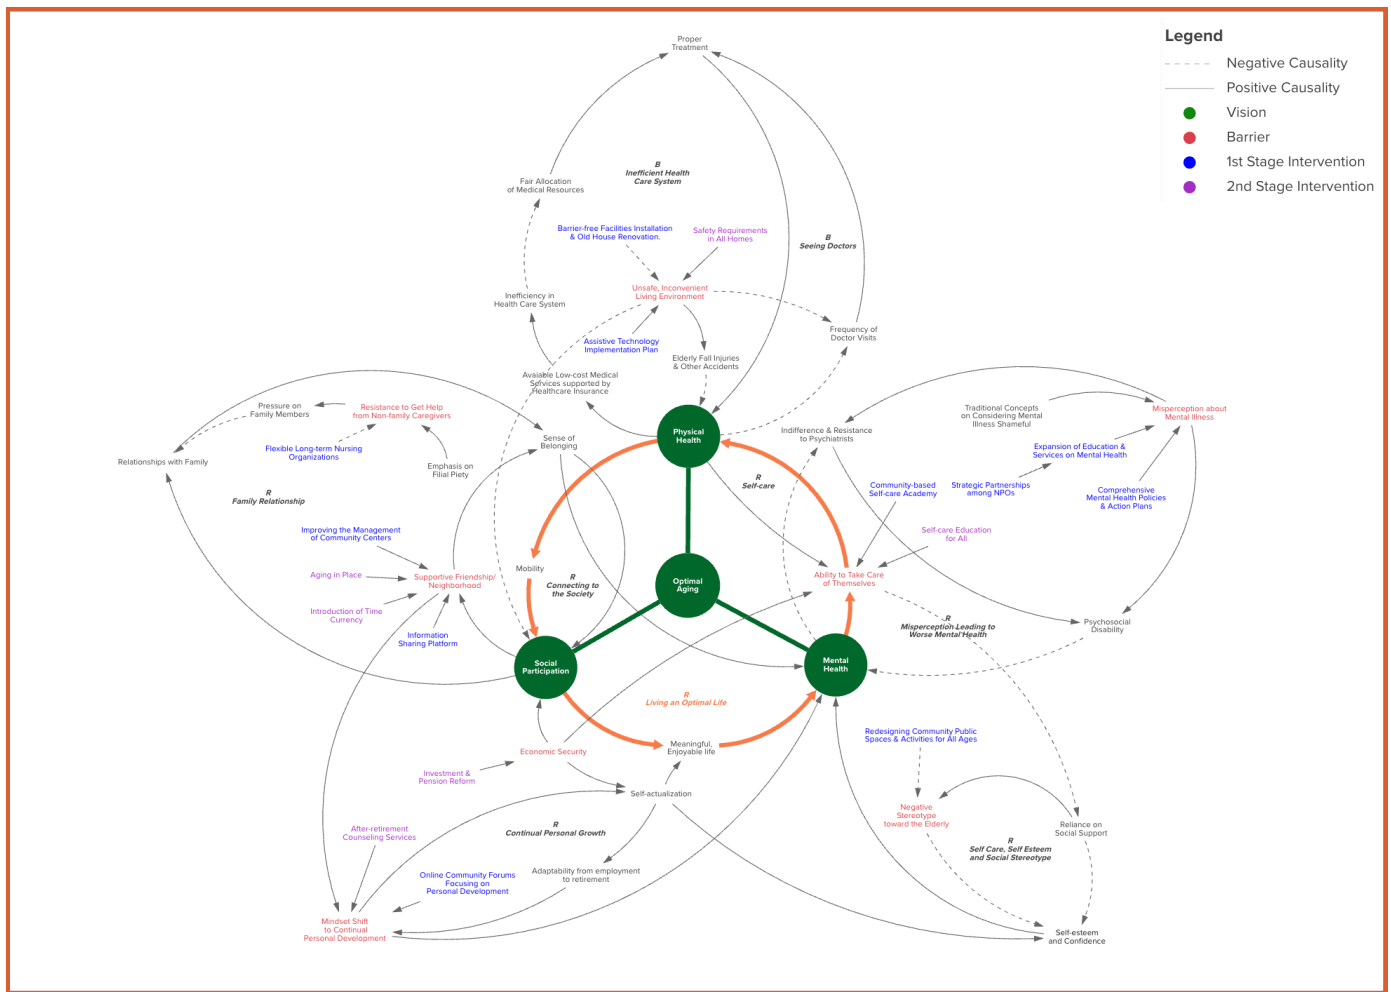 Legend
Negative Causality
Positive Causality
Vision
Barrier
1st Stage Intervention
2nd Stage Intervention
Proper
Treatment
B
Inefficient Health
Care System
Fair Allocation
of Medical Resources
Barrier-free Facilities Installation
& Old House Renovation.
Safety Requirements
in All Homes
B
Seeing Doctors
Unsafe, Inconvenient
Living Environment
Inefficiency in
Health Care System
Frequency of
Doctor Visits
Assistive Technology
Implementation Plan
Elderly Fall Injuries
& Other Accidents
Avaiable Low-cost Medical
Services supported by
Healthcare Insurance
Pressure on
Family Members
Resistance to Get Help
from Non-family Caregivers
Flexible Long-term Nursing
Organizations
Relationships with Family
Emphasis on
Filial Piety
Sense of
Belonging
Physical
Health
Indifference & Resistance
to Psychiatrists
Traditional Concepts
on Considering Mental
Illness Shameful
Misperception about
Mental Illness
Expansion of Education &
Services on Mental Health
Strategic Partnerships
among NPOs
Comprehensive
Mental Health Policies
& Action Plans
R
Family Relationship
R
Self-care
Community-based
Self-care Academy
Self-care Education
for All
Improving the Management
of Community Centers
Aging in Place
Supportive Friendship/
Neighborhood
Introduction of Time
Currency
Information
Sharing Platform
Mobility
R
Connecting to
the Society
Optimal
Aging
Ability to Take Care
of Themselves
R
Misperception Leading to
Worse Mental Health
Psychosocial
Disability
Social
Participation
Mental
Health
R
Living an Optimal Life
Economic Security
Meaningful,
Enjoyable life
Investment &
Pension Reform
Self-actualization
Redesigning Community Public
Spaces & Activities for All Ages
Negative
Stereotype
toward the Elderly
Reliance on
Social Support
R
Self Care, Self Esteem
and Social Stereotype
After-retirement
Counseling Services
R
Continual Personal Growth
Adaptability from employment
to retirement
Online Community Forums
Focusing on
Personal Development
Mindset Shift
to Continual
Personal Development
Self-esteem
and Confidence